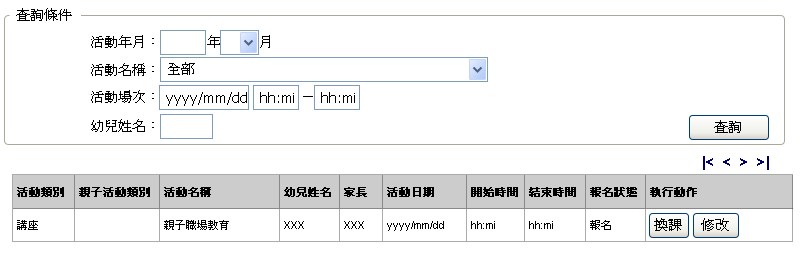 查詢條件
活動年月： 年 月
活動名稱： 全部
活動場次： yyyy/mm/dd hh:mi － hh:mi
幼兒姓名：
查詢
|< < > >|
活動類別 親子活動類別 活動名稱 幼兒姓名 家長 活動日期 開始時間 結束時間 報名狀態 執行動作
講座 親子職場教育 XXX XXX yyyy/mm/dd hh:mi hh:mi 報名 換課 修改